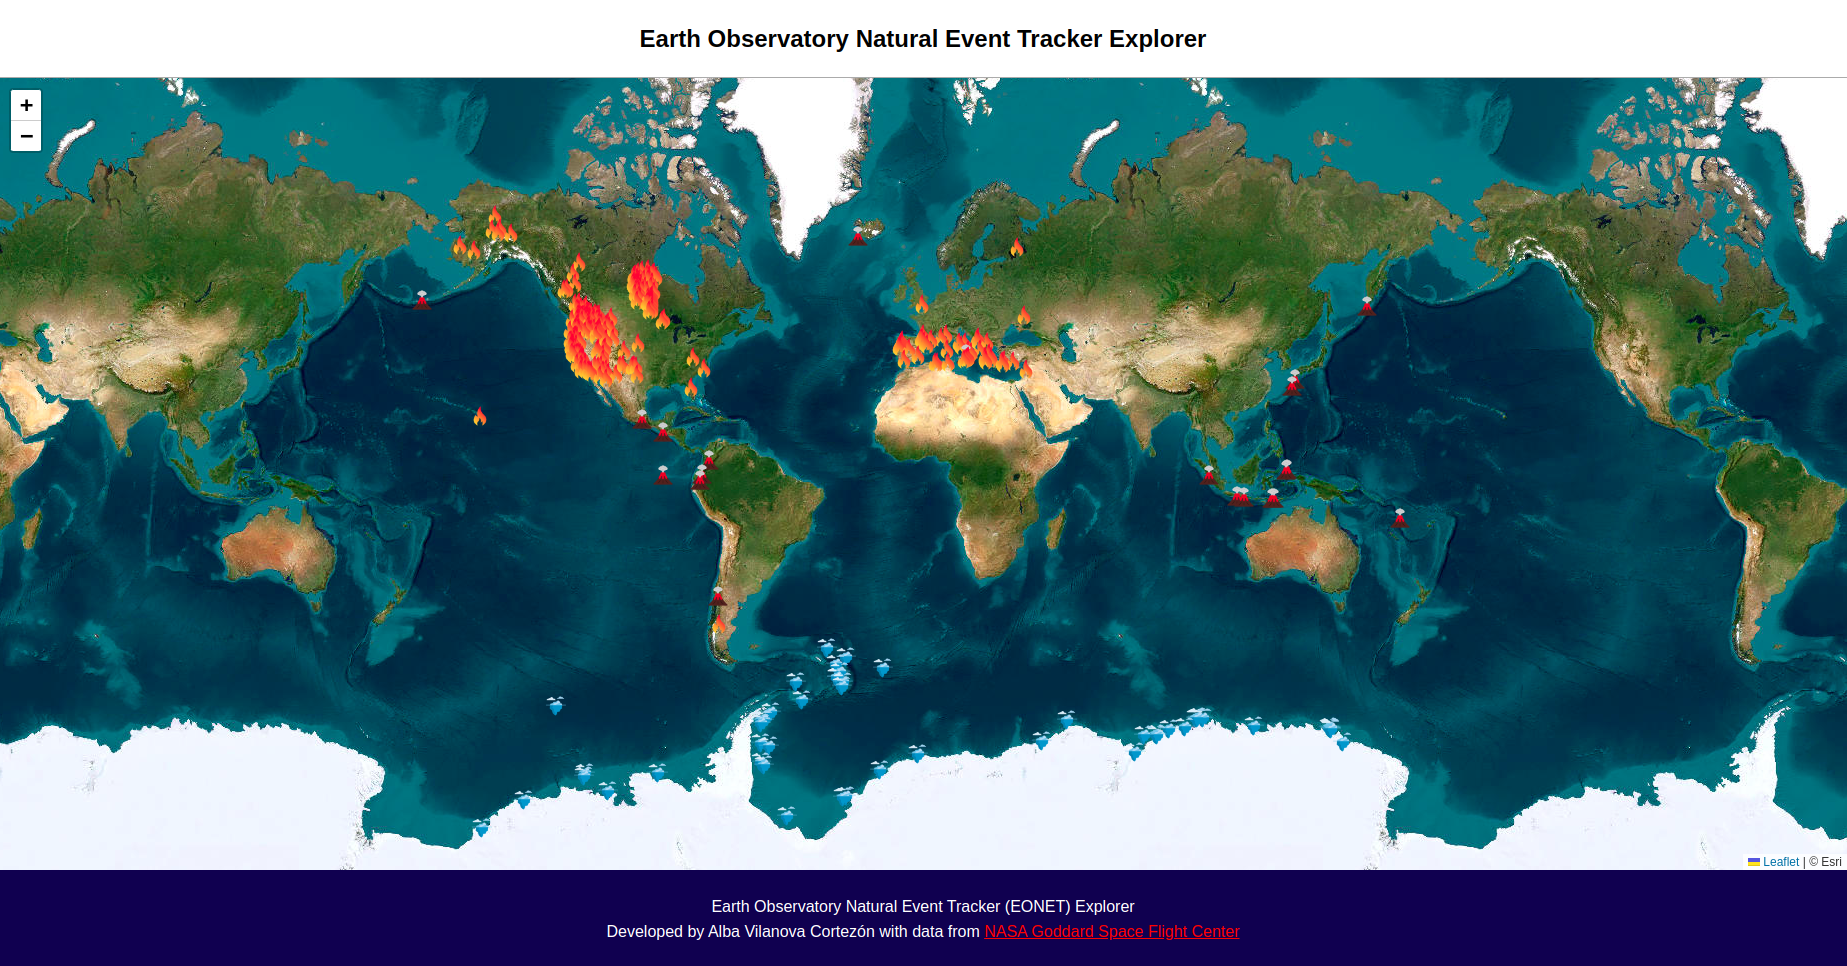 Earth Observatory Natural Event Tracker Explorer
+
−
Leaflet | © Esri
Earth Observatory Natural Event Tracker (EONET) Explorer
Developed by Alba Vilanova Cortezón with data from NASA Goddard Space Flight Center